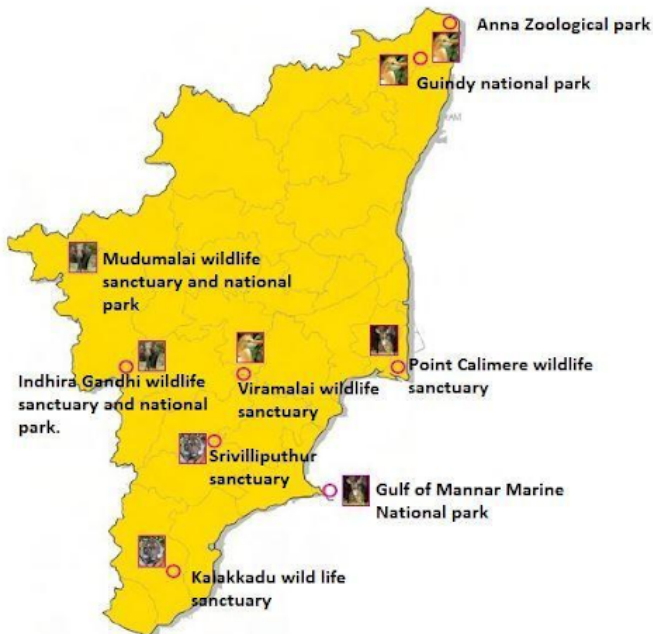 Anna Zoological park
Guindy national park
Mudumalai wildlife
sanctuary and national
park
Point Calimere wildlife
sanctuary
Indhira Gandhi wildlife
sanctuary and national
park.
Viramalai wildlife
sanctuary
Srivilliputhur
sanctuary
Gulf of Mannar Marine
National park
Kalakkadu wild life
sanctuary